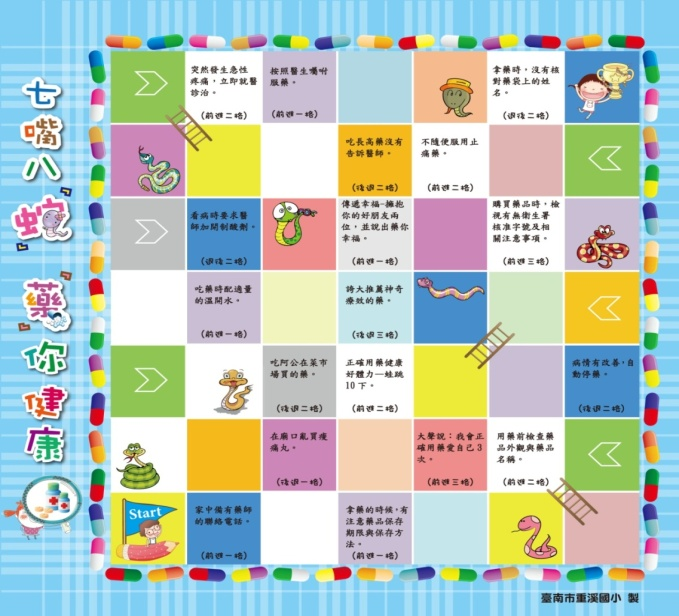 七嘴八蛇 藥你健康
突然發生急性
疼痛，立即就醫
診治。
(前進二格)
按照醫生囑咐
服藥。
(前進一格)
拿藥時，沒有核
對藥袋上的姓
名。
(退後二格)
吃長高藥沒有
告訴醫師。
(後退二格)
不隨便服用止
痛藥。
(前進二格)
看病時要求醫
師加開制酸劑。
(退後二格)
傳遞幸福-擁抱
你的好朋友兩
位，並說出藥你
幸福。
(前進一格)
購買藥品時，檢
視有無衛生署
核准字號及相
關注意事項。
(前進三格)
吃藥時配適量
的溫開水。
(前進一格)
誇大推薦神奇
療效的藥。
(後退三格)
吃阿公在菜市
場買的藥。
(後退二格)
正確用藥健康
好體力—蛙跳
10下。
(前進二格)
病情有改善，自
動停藥。
(後退二格)
在廟口亂買痠
痛丸。
(後退一格)
大聲說：我會正
確用藥愛自己3
次。
(前進三格)
用藥前檢查藥
品外觀與藥品
名稱。
(前進二格)
Start
家中備有藥師
的聯絡電話。
(前進一格)
拿藥的時候，有
注意藥品保存
期限與保存方
法。
(前進一格)
臺南市重溪國小 製